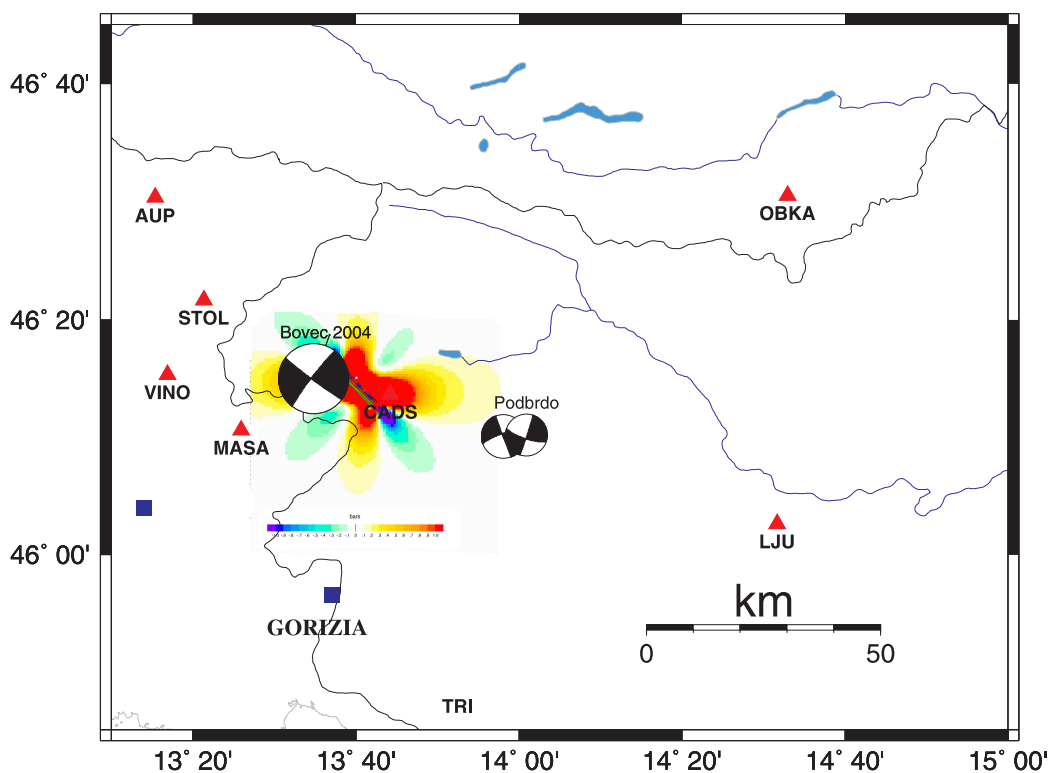 46° 40'
AUP
OBKA
STOL
46° 20'
Bovec 2004
VINO
CADS
Podbrdo
MASA
bars
46° 00'
LJU
km
0 50
GORIZIA
TRI
13° 20' 13° 40' 14° 00' 14° 20' 14° 40' 15° 00'